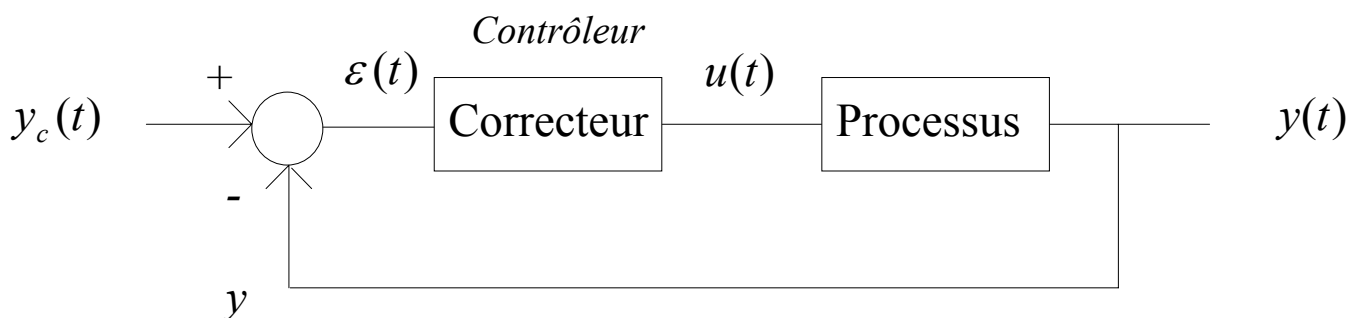 Contrôleur
+ ε(t) u(t)
y_c(t) Correcteur Processus y(t)
-
y